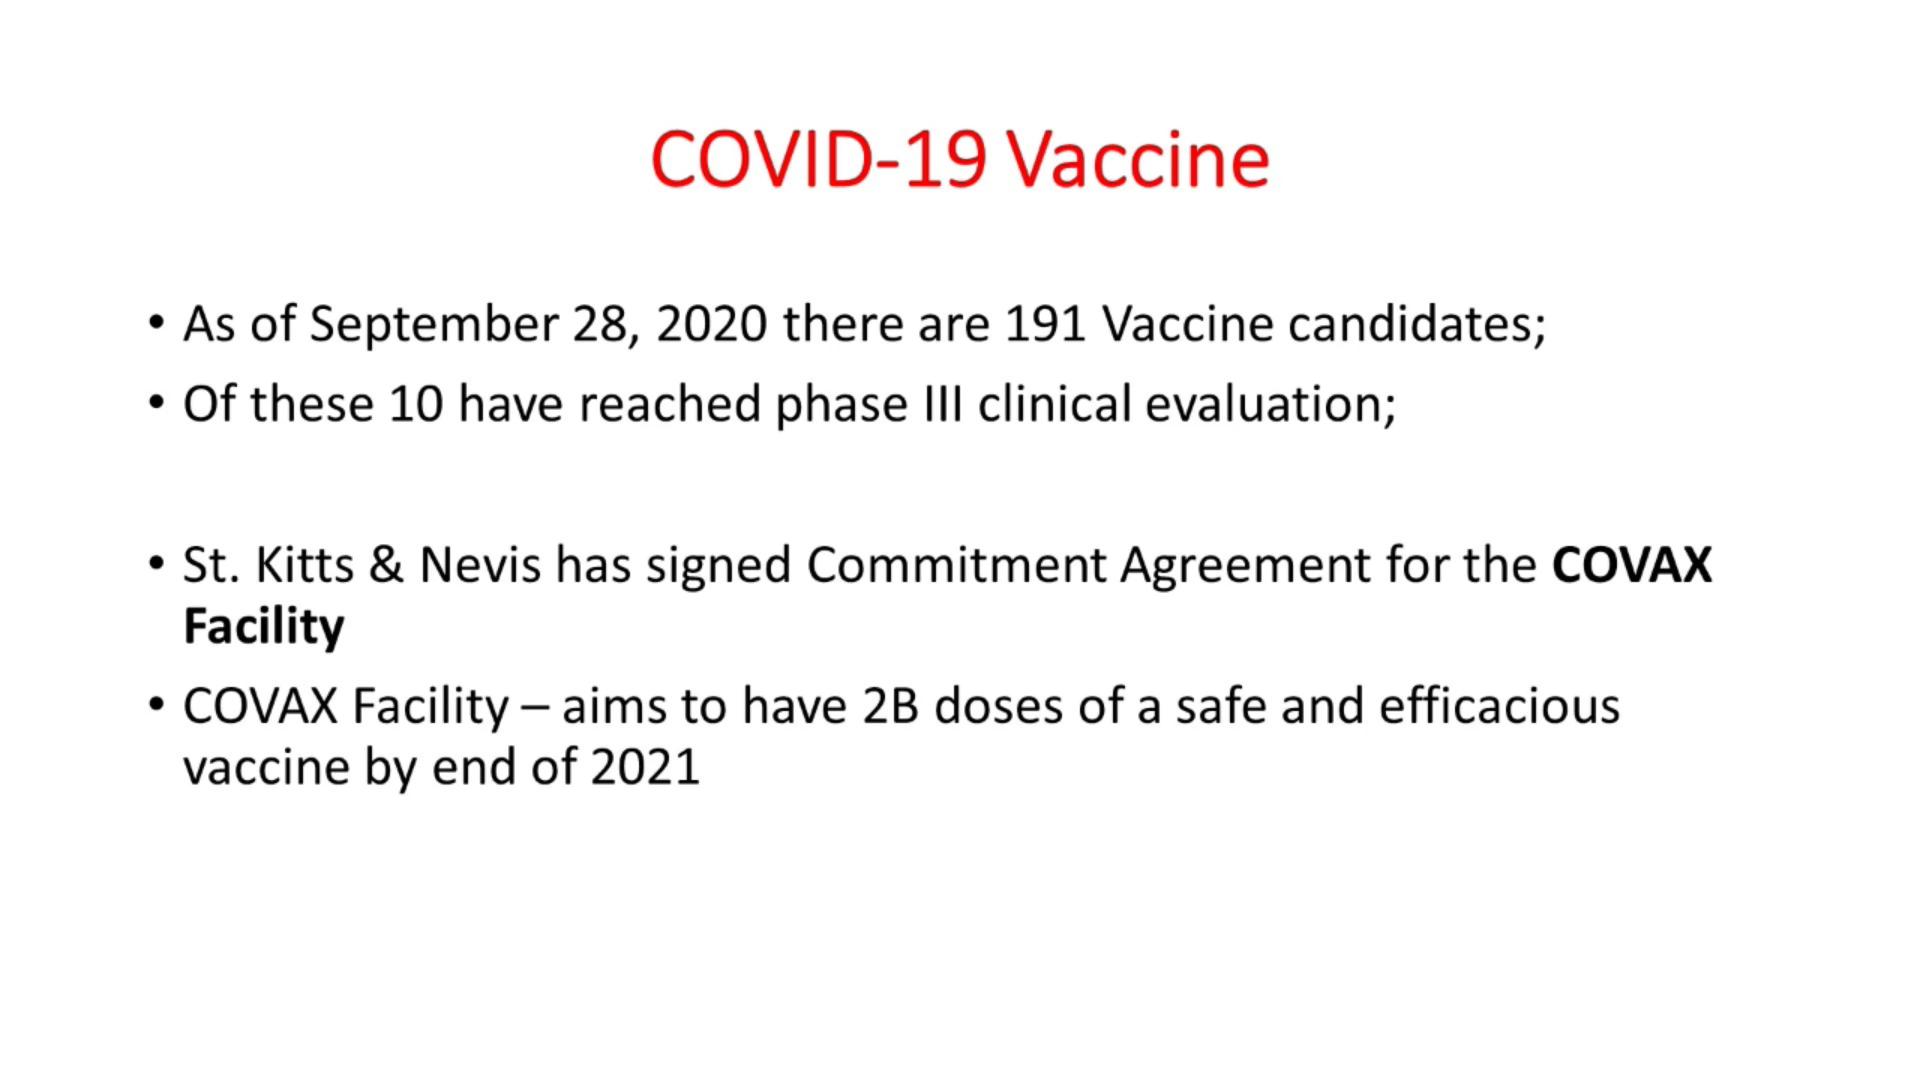 COVID-19 Vaccine
• As of September 28, 2020 there are 191 Vaccine candidates;
• Of these 10 have reached phase III clinical evaluation;
• St. Kitts & Nevis has signed Commitment Agreement for the COVAX
Facility
• COVAX Facility – aims to have 2B doses of a safe and efficacious
vaccine by end of 2021